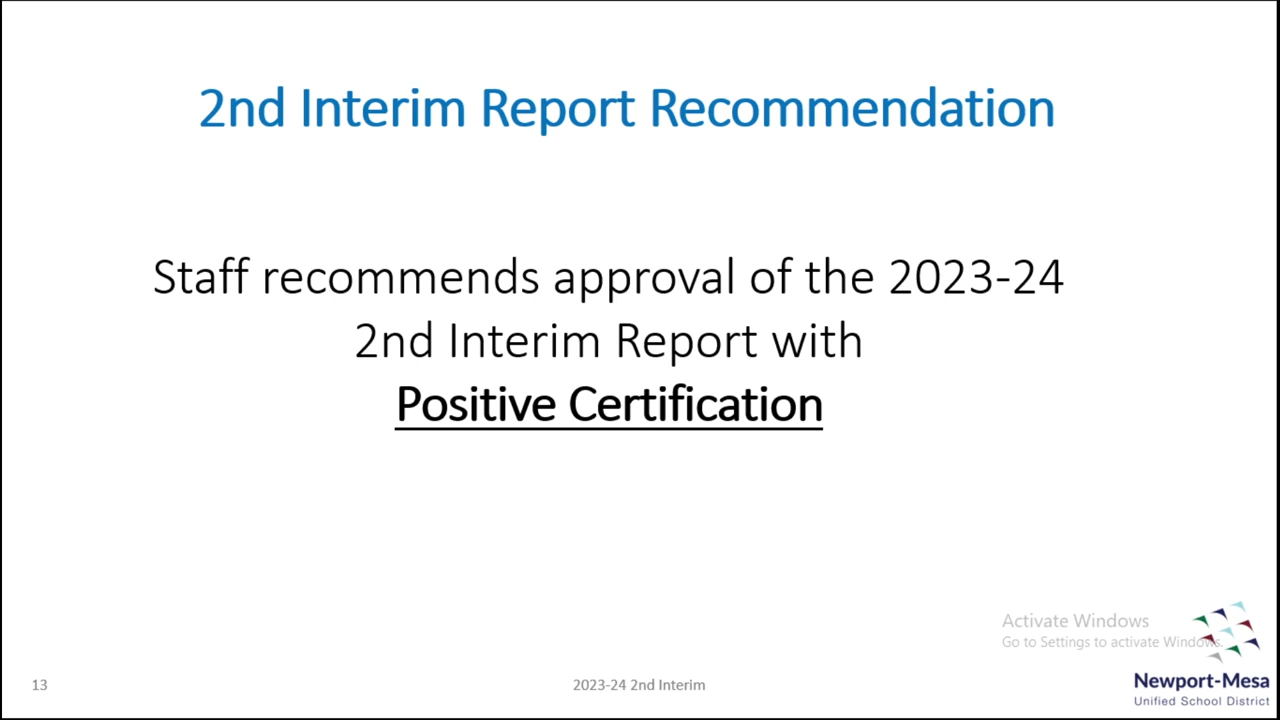 2nd Interim Report Recommendation
Staff recommends approval of the 2023-24
2nd Interim Report with
Positive Certification
Activate Windows
Go to Settings to activate Windows.
13
2023-24 2nd Interim
Newport-Mesa
Unified School District